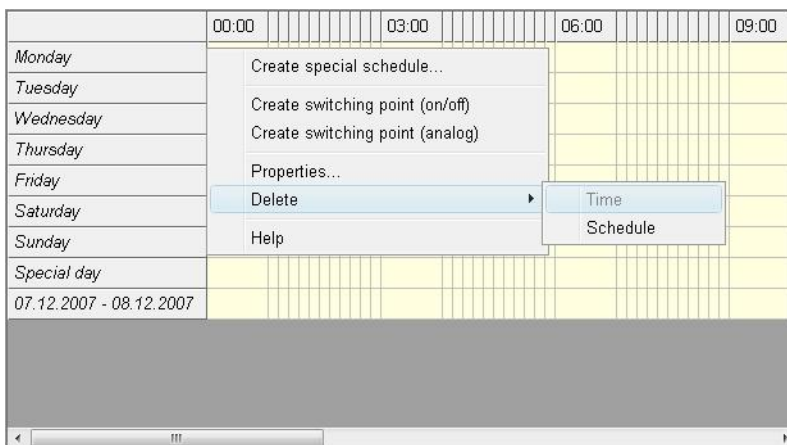 00:00 03:00 06:00 09:00
Monday
Tuesday
Wednesday
Thursday
Friday
Saturday
Sunday
Special day
07.12.2007 - 08.12.2007
Create special schedule...
Create switching point (on/off)
Create switching point (analog)
Properties...
Delete
Help
Time
Schedule